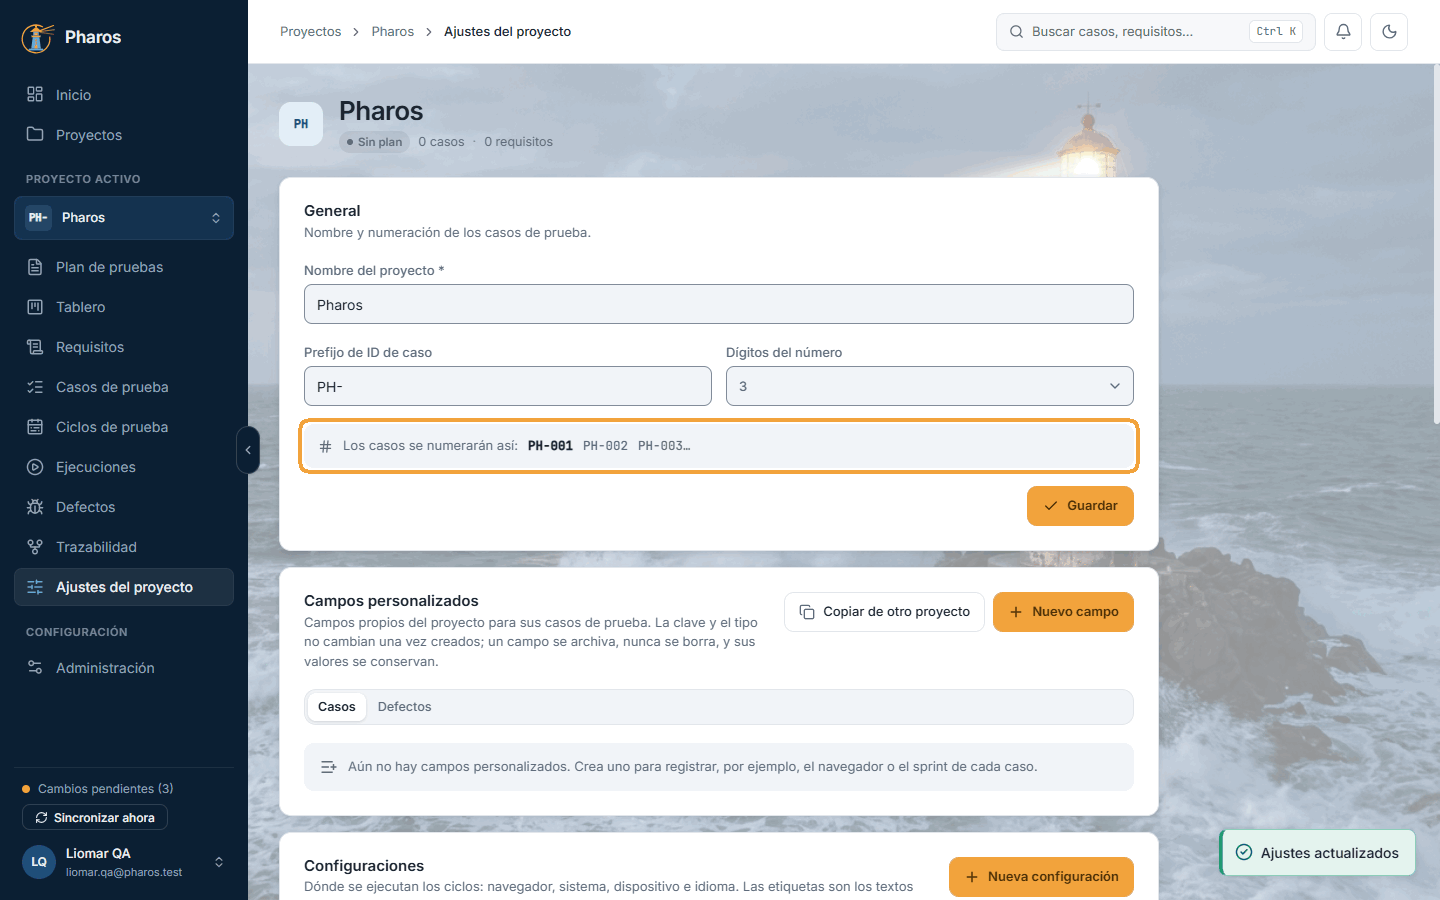 Pharos
Inicio
Proyectos
PROYECTO ACTIVO
PH- Pharos
Plan de pruebas
Tablero
Requisitos
Casos de prueba
Ciclos de prueba
Ejecuciones
Defectos
Trazabilidad
Ajustes del proyecto
CONFIGURACIÓN
Administración
Cambios pendientes (3)
Sincronizar ahora
LQ
Liomar QA
liomar.qa@pharos.test
Proyectos > Pharos > Ajustes del proyecto
Buscar casos, requisitos... Ctrl K
PH
Pharos
Sin plan 0 casos · 0 requisitos
General
Nombre y numeración de los casos de prueba.
Nombre del proyecto *
Pharos
Prefijo de ID de caso
PH-
Dígitos del número
3
# Los casos se numerarán así: PH-001 PH-002 PH-003…
Guardar
Campos personalizados
Campos propios del proyecto para sus casos de prueba. La clave y el tipo
no cambian una vez creados; un campo se archiva, nunca se borra, y sus
valores se conservan.
Copiar de otro proyecto
Nuevo campo
Casos Defectos
Aún no hay campos personalizados. Crea uno para registrar, por ejemplo, el navegador o el sprint de cada caso.
Configuraciones
Dónde se ejecutan los ciclos: navegador, sistema, dispositivo e idioma. Las etiquetas son los textos
Nueva configuración
Ajustes actualizados